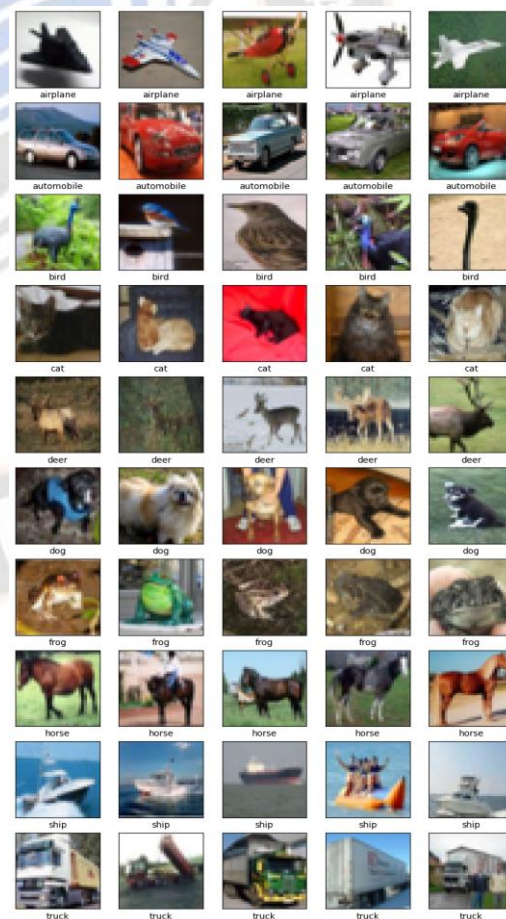 airplane airplane airplane airplane airplane
automobile automobile automobile automobile automobile
bird bird bird bird bird
cat cat cat cat cat
deer deer deer deer deer
dog dog dog dog dog
frog frog frog frog frog
horse horse horse horse horse
ship ship ship ship ship
truck truck truck truck truck